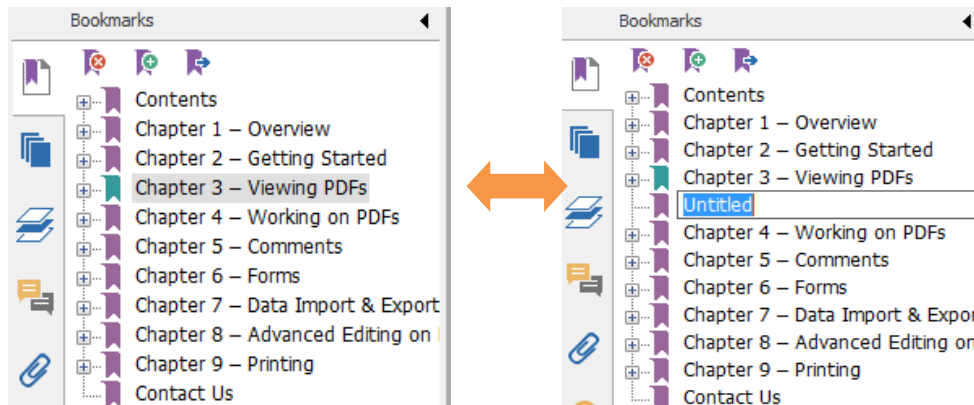 Bookmarks
Contents
Chapter 1 – Overview
Chapter 2 – Getting Started
Chapter 3 – Viewing PDFs
Chapter 4 – Working on PDFs
Chapter 5 – Comments
Chapter 6 – Forms
Chapter 7 – Data Import & Export
Chapter 8 – Advanced Editing on
Chapter 9 – Printing
Contact Us
Bookmarks
Contents
Chapter 1 – Overview
Chapter 2 – Getting Started
Chapter 3 – Viewing PDFs
Untitled
Chapter 4 – Working on PDFs
Chapter 5 – Comments
Chapter 6 – Forms
Chapter 7 – Data Import & Expor
Chapter 8 – Advanced Editing on
Chapter 9 – Printing
Contact Us